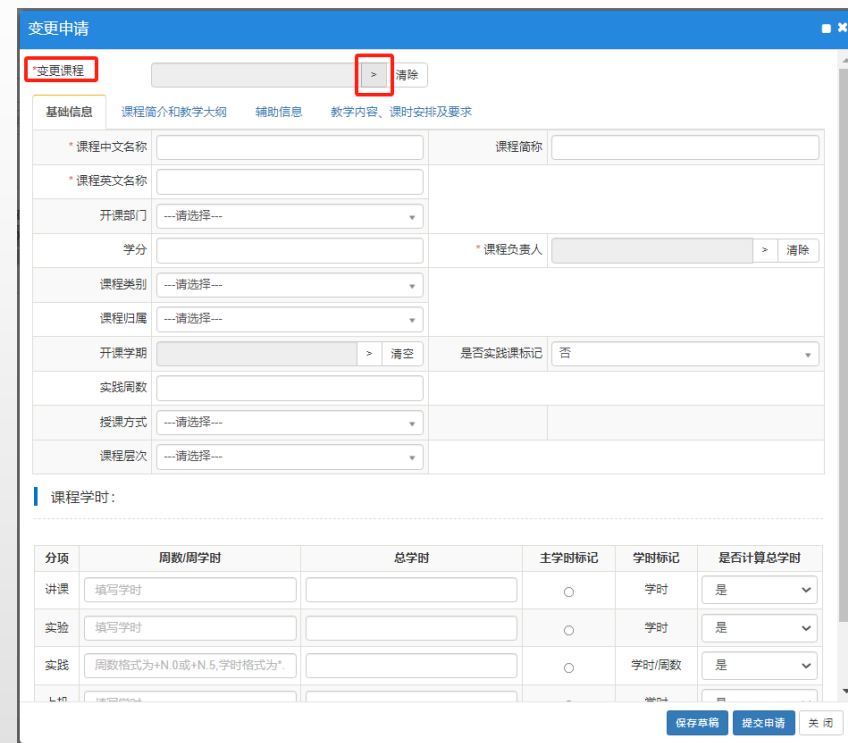 变更申请
*变更课程 > 清除
基础信息 课程简介和教学大纲 辅助信息 教学内容、课时安排及要求
* 课程中文名称 课程简称
* 课程英文名称
开课部门 ---请选择---
学分 * 课程负责人 > 清除
课程类别 ---请选择---
课程归属 ---请选择---
开课学期 > 清空 是否实践课标记 否
实践周数
授课方式 ---请选择---
课程层次 ---请选择---
课程学时：
分项 周数/周学时 总学时 主学时标记 学时标记 是否计算总学时
讲课 填写学时 学时 是
实验 填写学时 学时 是
实践 周数格式为+N.0或+N.5,学时格式为*. 学时/周数 是
保存草稿 提交申请 关 闭